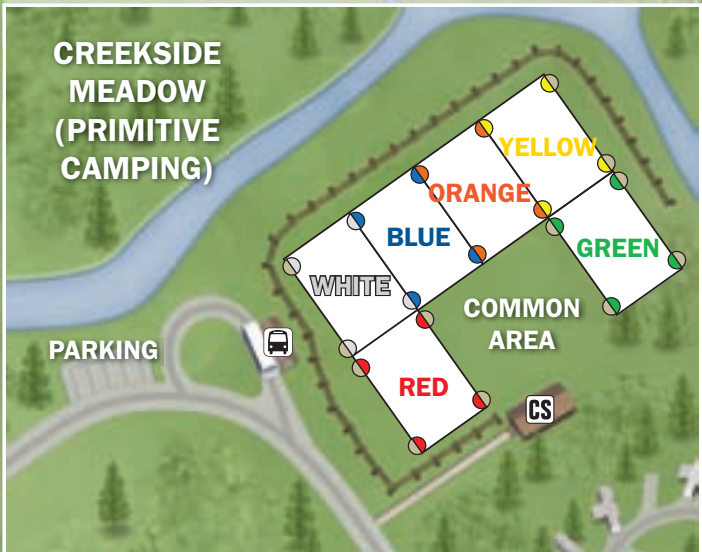 CREEKSIDE
MEADOW
(PRIMITIVE
CAMPING)
YELLOW
ORANGE
BLUE
GREEN
WHITE
COMMON
AREA
PARKING
RED
CS